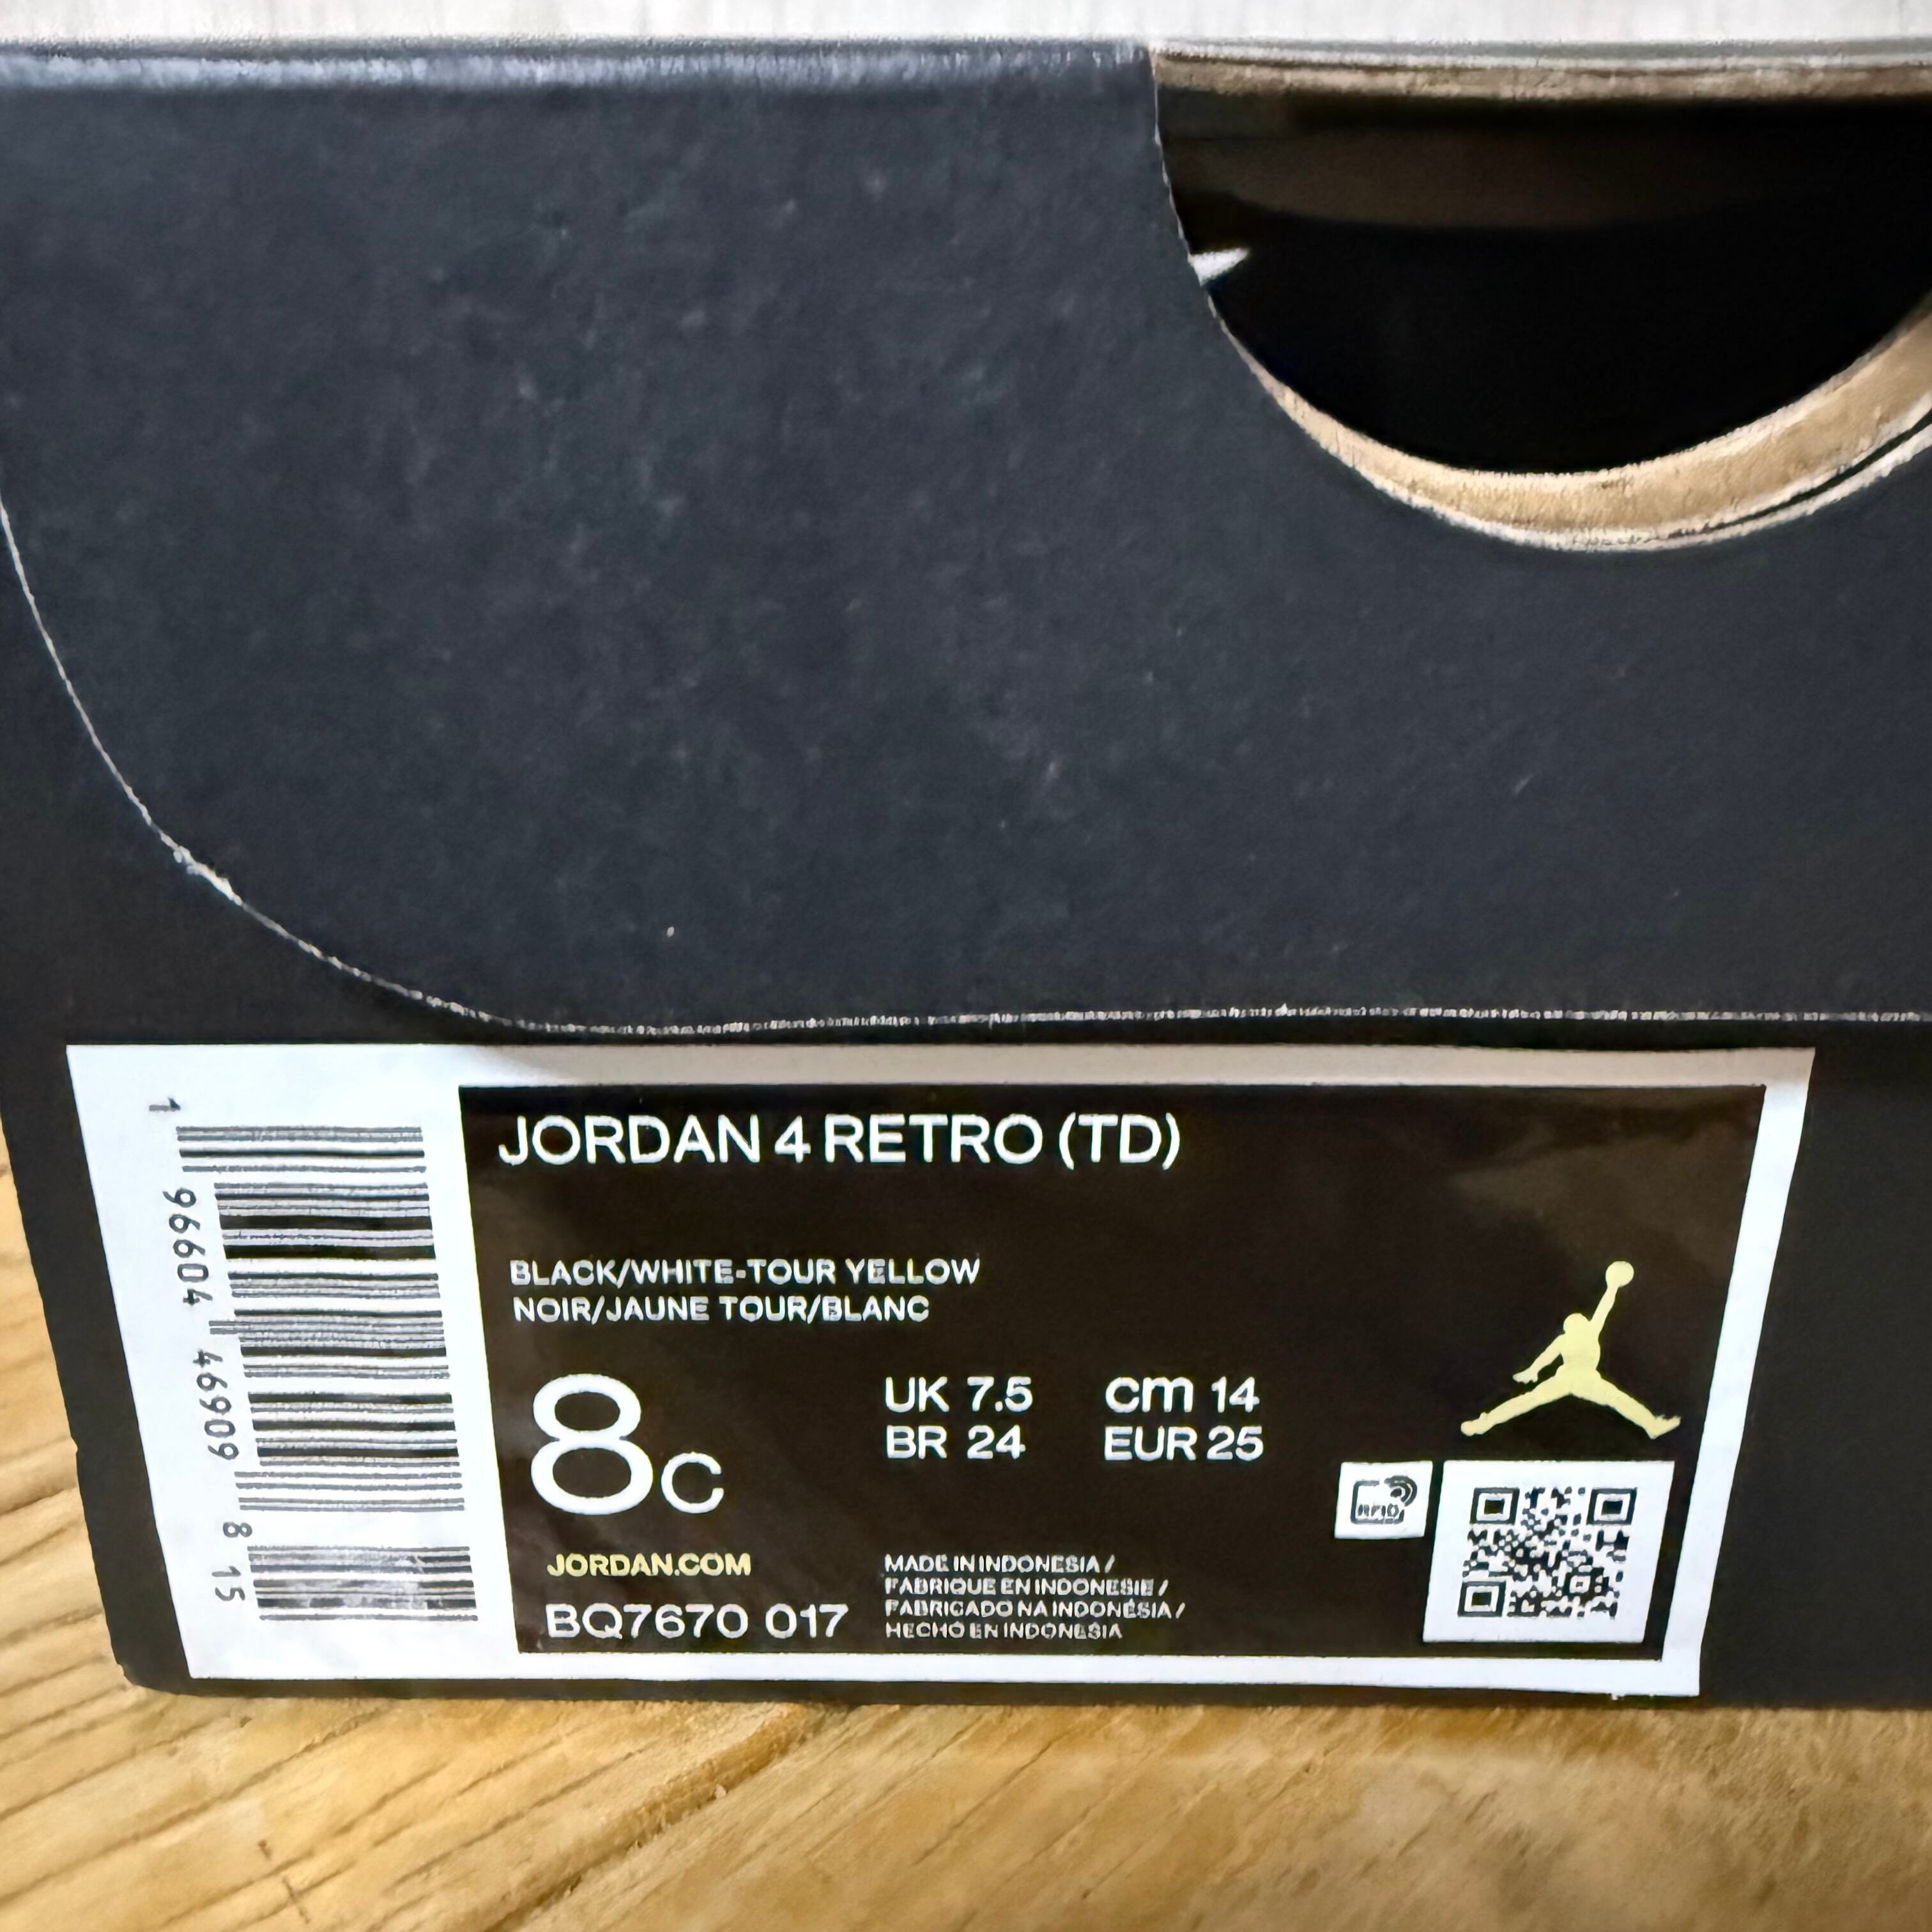 JORDAN 4 RETRO (TD)
BLACK/WHITE-TOUR YELLOW
NOIR/JAUNE TOUR/BLANC
8C
UK 7.5 cm 14
BR 24 EUR 25
RFID
JORDAN.COM
BQ7670 017
MADE IN INDONESIA /
FABRIQUE EN INDONESIE /
FABRICADO NA INDONÉSIA /
HECHO EN INDONESIA
1 96604 46909 8 15